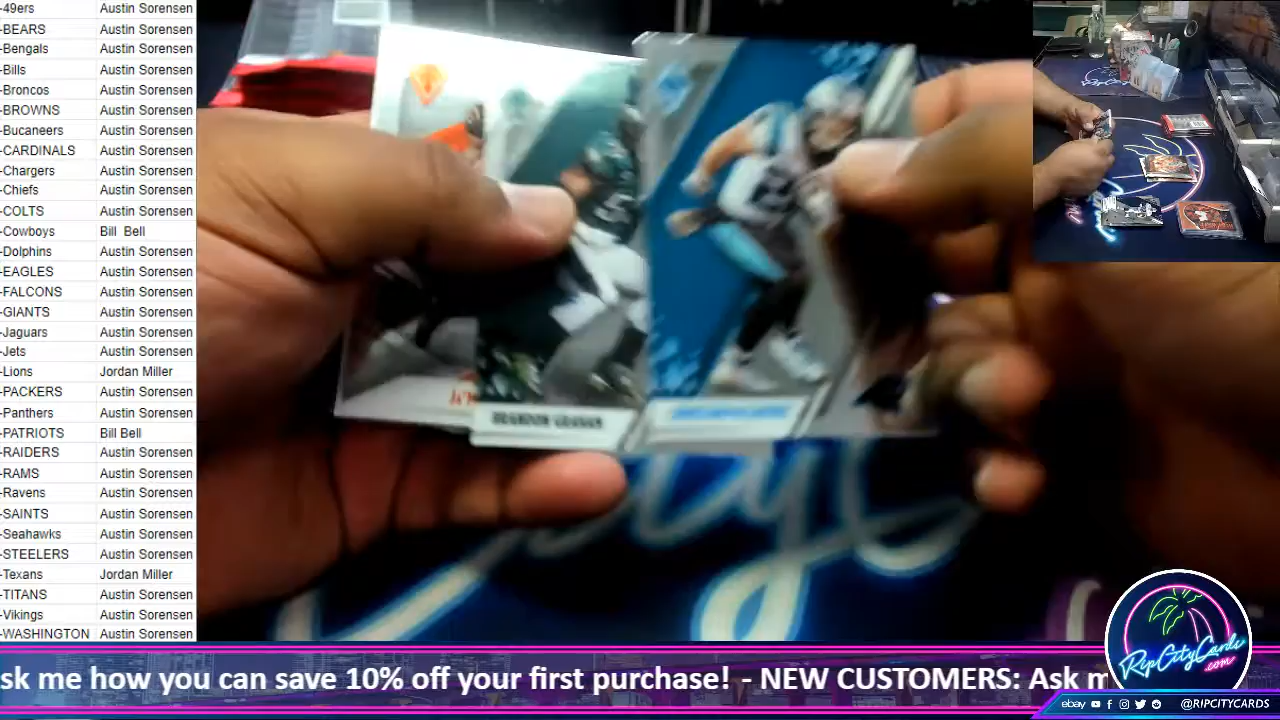 -49ers Austin Sorensen
-BEARS Austin Sorensen
-Bengals Austin Sorensen
-Bills Austin Sorensen
-Broncos Austin Sorensen
-BROWNS Austin Sorensen
-Bucaneers Austin Sorensen
-CARDINALS Austin Sorensen
-Chargers Austin Sorensen
-Chiefs Austin Sorensen
-COLTS Austin Sorensen
-Cowboys Bill Bell
-Dolphins Austin Sorensen
-EAGLES Austin Sorensen
-FALCONS Austin Sorensen
-GIANTS Austin Sorensen
-Jaguars Austin Sorensen
-Jets Austin Sorensen
-Lions Jordan Miller
-PACKERS Austin Sorensen
-Panthers Austin Sorensen
-PATRIOTS Bill Bell
-RAIDERS Austin Sorensen
-RAMS Austin Sorensen
-Ravens Austin Sorensen
-SAINTS Austin Sorensen
-Seahawks Austin Sorensen
-STEELERS Austin Sorensen
-Texans Jordan Miller
-TITANS Austin Sorensen
-Vikings Austin Sorensen
-WASHINGTON Austin Sorensen
BRANDON GRAHAM
sk me how you can save 10% off your first purchase! - NEW CUSTOMERS: Ask m
RipCityCards
.com
ebay @RIPCITYCARDS